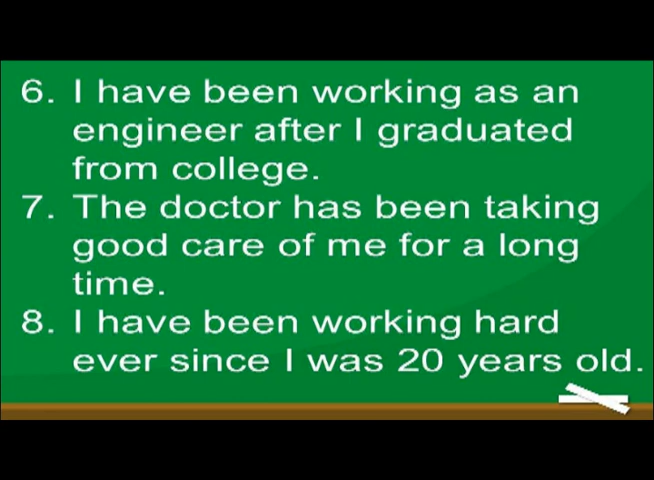 6. I have been working as an
engineer after I graduated
from college.
7. The doctor has been taking
good care of me for a long
time.
8. I have been working hard
ever since I was 20 years old.